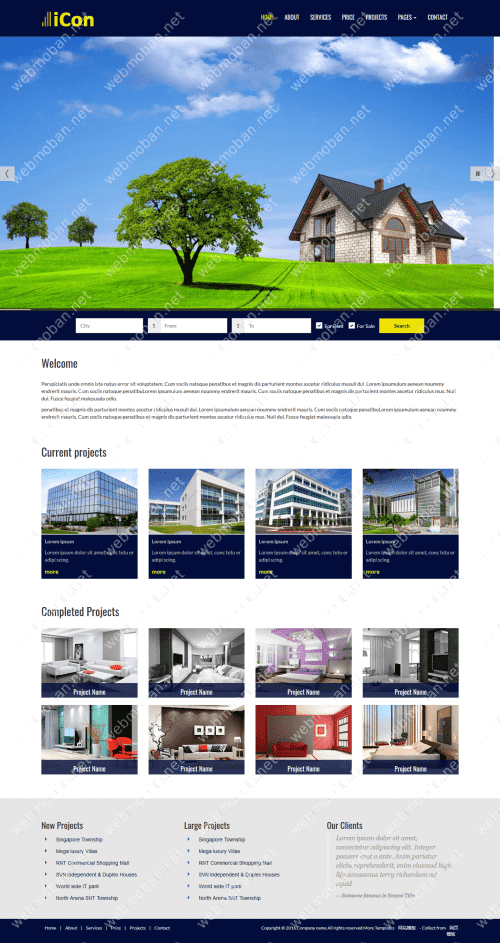 iCon
HOME ABOUT SERVICES PRICE PROJECTS PAGES CONTACT
City $ From $ To For Rent For Sale Search
Welcome
Perspiciatis unde omnis iste natus error sit voluptatem. Cum sociis natoque penatibus et magnis dis parturient montes ascetur ridiculus musull dui. Lorem ipsumulum aenean noummy
endrerit mauris. Cum sociis natoque penatibusLorem ipsumulum aenean noummy endrerit mauris. Cum sociis natoque penatibus et magnis dis parturient montes ascetur ridiculus mus. Null
dui. Fusce feugiat malesuada odio.
penatibus et magnis dis parturient montes ascetur ridiculus musull dui. Lorem ipsumulum aenean noummy endrerit mauris. Cum sociis natoque penatibusLorem ipsumulum aenean noummy
endrerit mauris. Cum sociis natoque penatibus et magnis dis parturient montes ascetur ridiculus mus. Null dui. Fusce feugiat malesuada odio.
Current projects
Lorem ipsum
Lorem ipsum dolor sit amet, conc tetu er
adipi scing.
more
Lorem ipsum
Lorem ipsum dolor sit amet, conc tetu er
adipi scing.
more
Lorem ipsum
Lorem ipsum dolor sit amet, conc tetu er
adipi scing.
more
Lorem ipsum
Lorem ipsum dolor sit amet, conc tetu er
adipi scing.
more
Completed Projects
Project Name Project Name Project Name Project Name
Project Name Project Name Project Name Project Name
New Projects
Singapore Township
Mega luxury Villas
RNT Commercial Shopping Mall
SVN Independent & Duplex Houses
World wide IT park
North Arena SNT Township
Large Projects
Singapore Township
Mega luxury Villas
RNT Commercial Shopping Mall
SVN Independent & Duplex Houses
World wide IT park
North Arena SNT Township
Our Clients
Lorem ipsum dolor sit amet,
consectetur adipiscing elit. Integer
posuere erat a ante. Anim pariatur
cliche reprehenderit, enim eiusmod high
life accusamus terry richardson ad
squid
— Someone famous in Source Title
Home | About | Services | Price | Projects | Contact
Copyright © 2016.Company name All rights reserved.More Templates 网站模板 - Collect from 网页
模板
webmoban.net